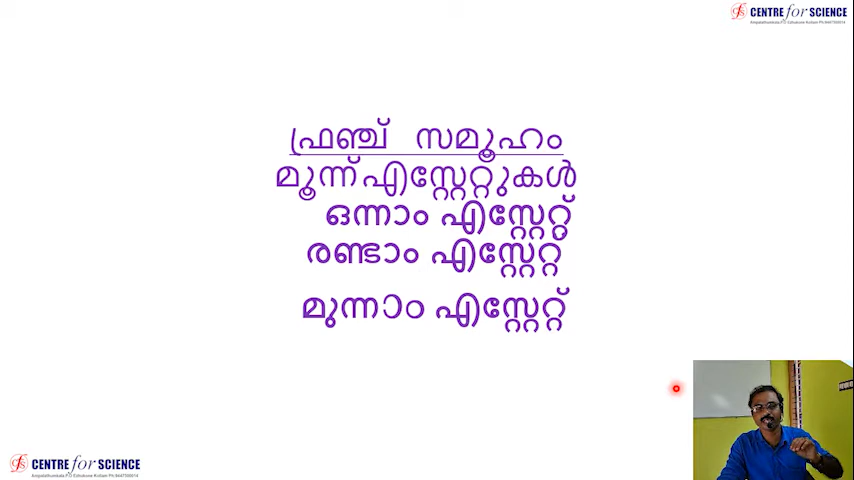 CENTRE for SCIENCE
ഫ്രഞ്ച് സമൂഹം
മൂന്ന് എസ്റ്റേറ്റുകൾ
ഒന്നാം എസ്റ്റേറ്റ്
രണ്ടാം എസ്റ്റേറ്റ്
മുന്നാം എസ്റ്റേറ്റ്
CENTRE for SCIENCE